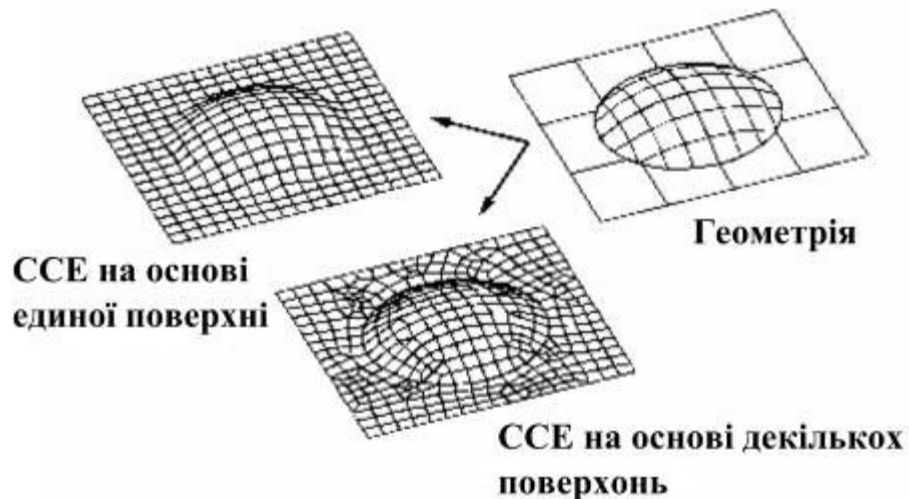 Геометрія
ССЕ на основі
единої поверхні
ССЕ на основі декількох
поверхонь